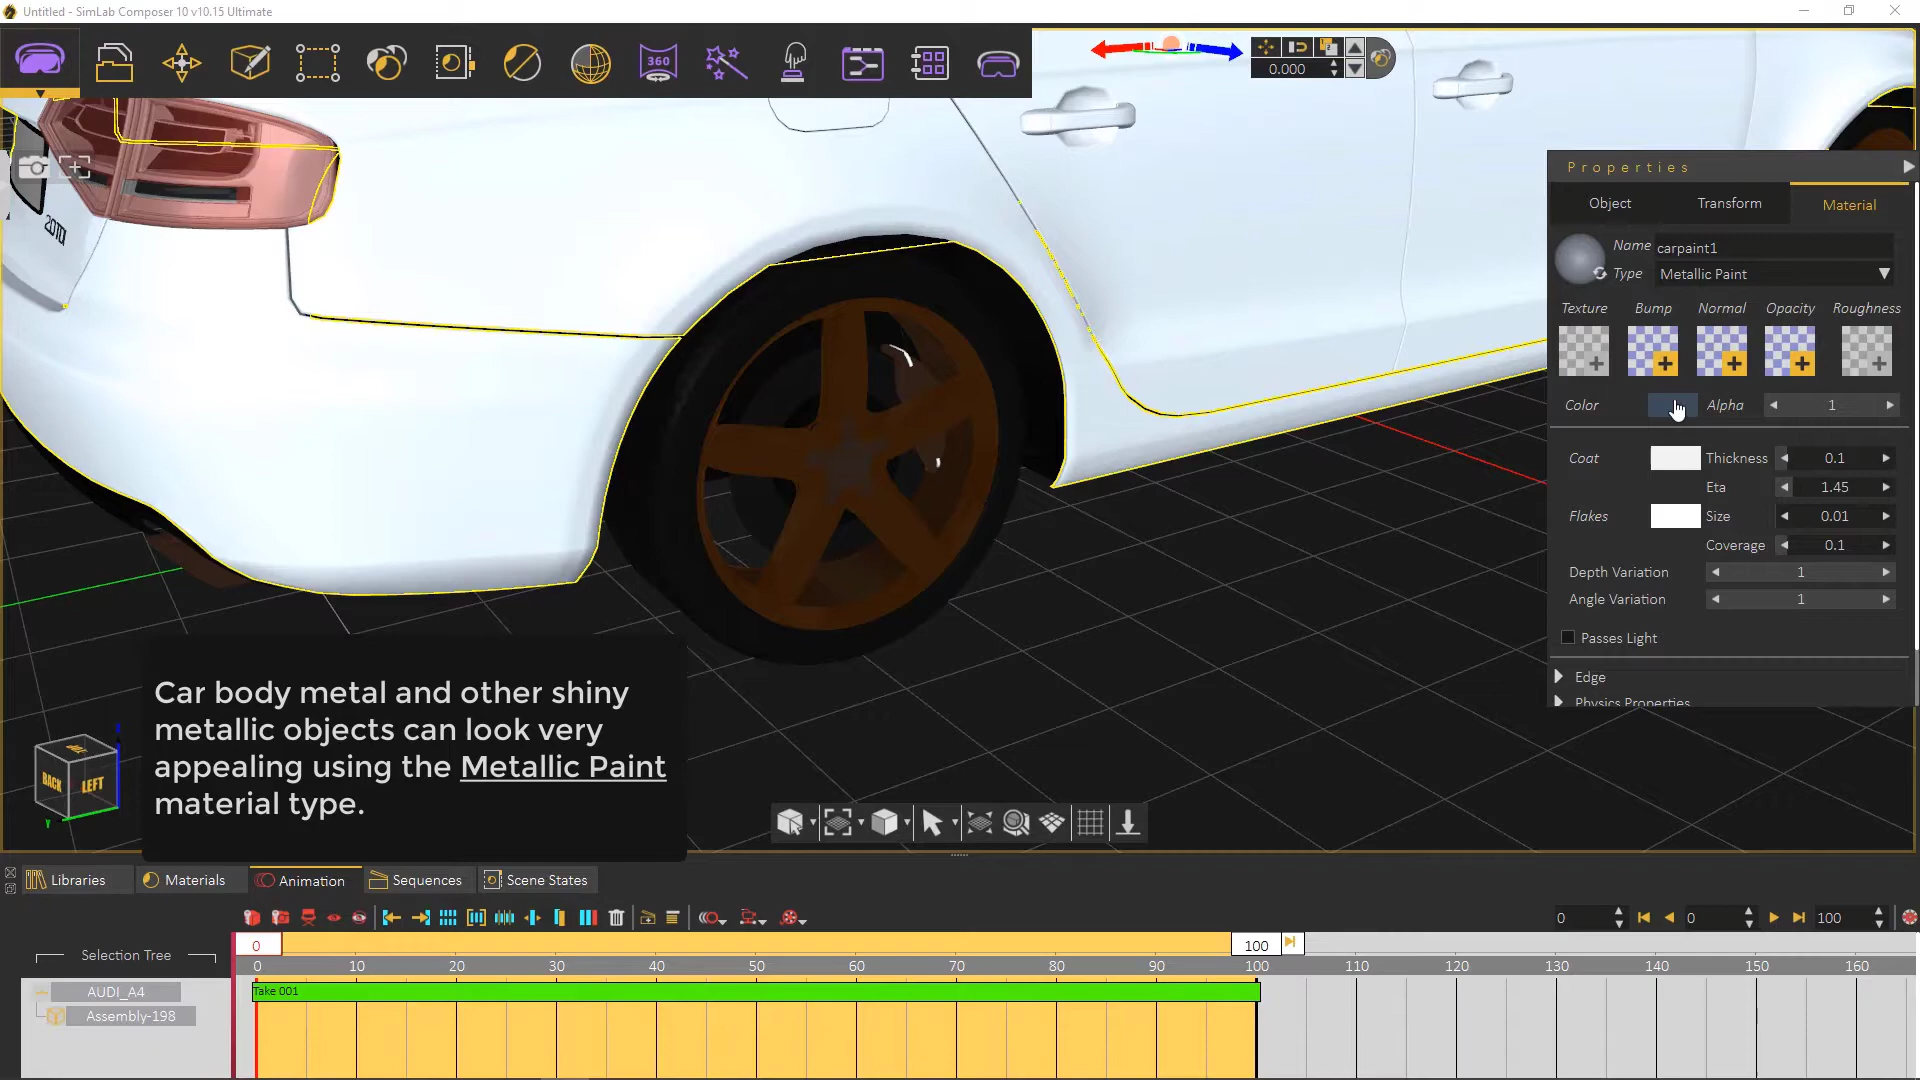 Untitled - SimLab Composer 10 v10.15 Ultimate
360
0.000
20TDI
Properties
Object Transform Material
Name carpaint1
Type Metallic Paint
Texture Bump Normal Opacity Roughness
Color Alpha 1
Coat Thickness 0.1
Eta 1.45
Flakes Size 0.01
Coverage 0.1
Depth Variation 1
Angle Variation 1
Passes Light
Edge
Physics Properties
Car body metal and other shiny
metallic objects can look very
appealing using the Metallic Paint
material type.
BACK LEFT
Y
Libraries Materials Animation Sequences Scene States
0 0 100
0 100
Selection Tree
0 10 20 30 40 50 60 70 80 90 100 110 120 130 140 150 160
AUDI_A4
Take 001
Assembly-198